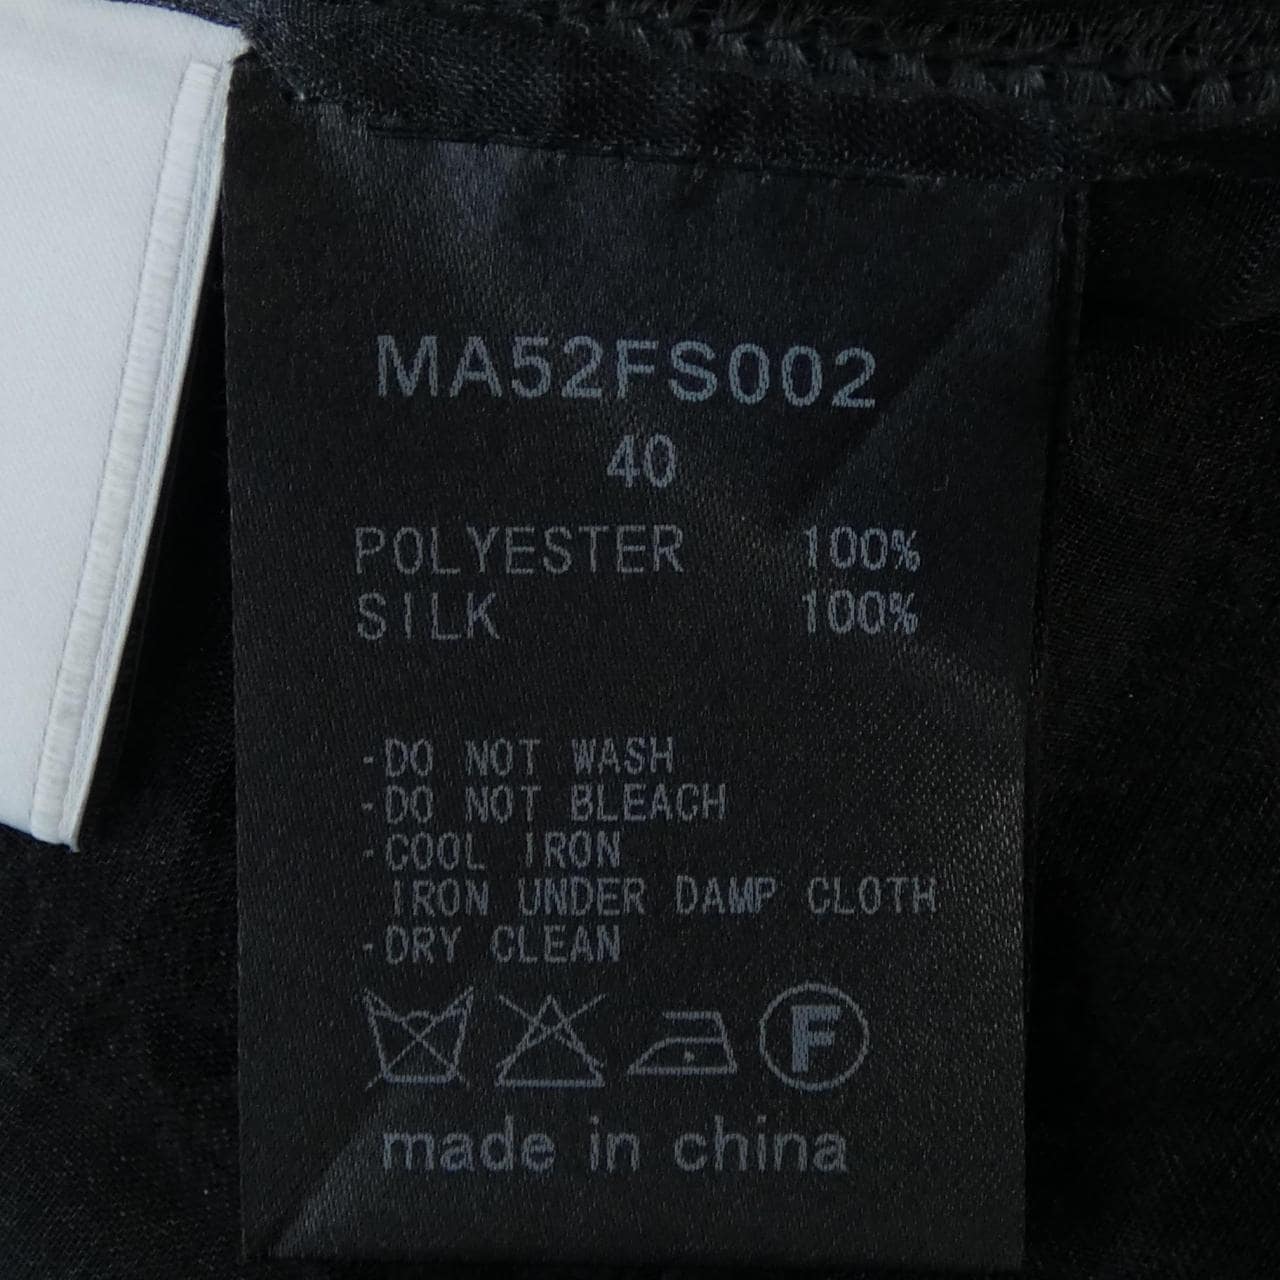 MA52FS002
40
POLYESTER 100%
SILK 100%
-DO NOT WASH
-DO NOT BLEACH
-COOL IRON
IRON UNDER DAMP CLOTH
-DRY CLEAN
F
made in china